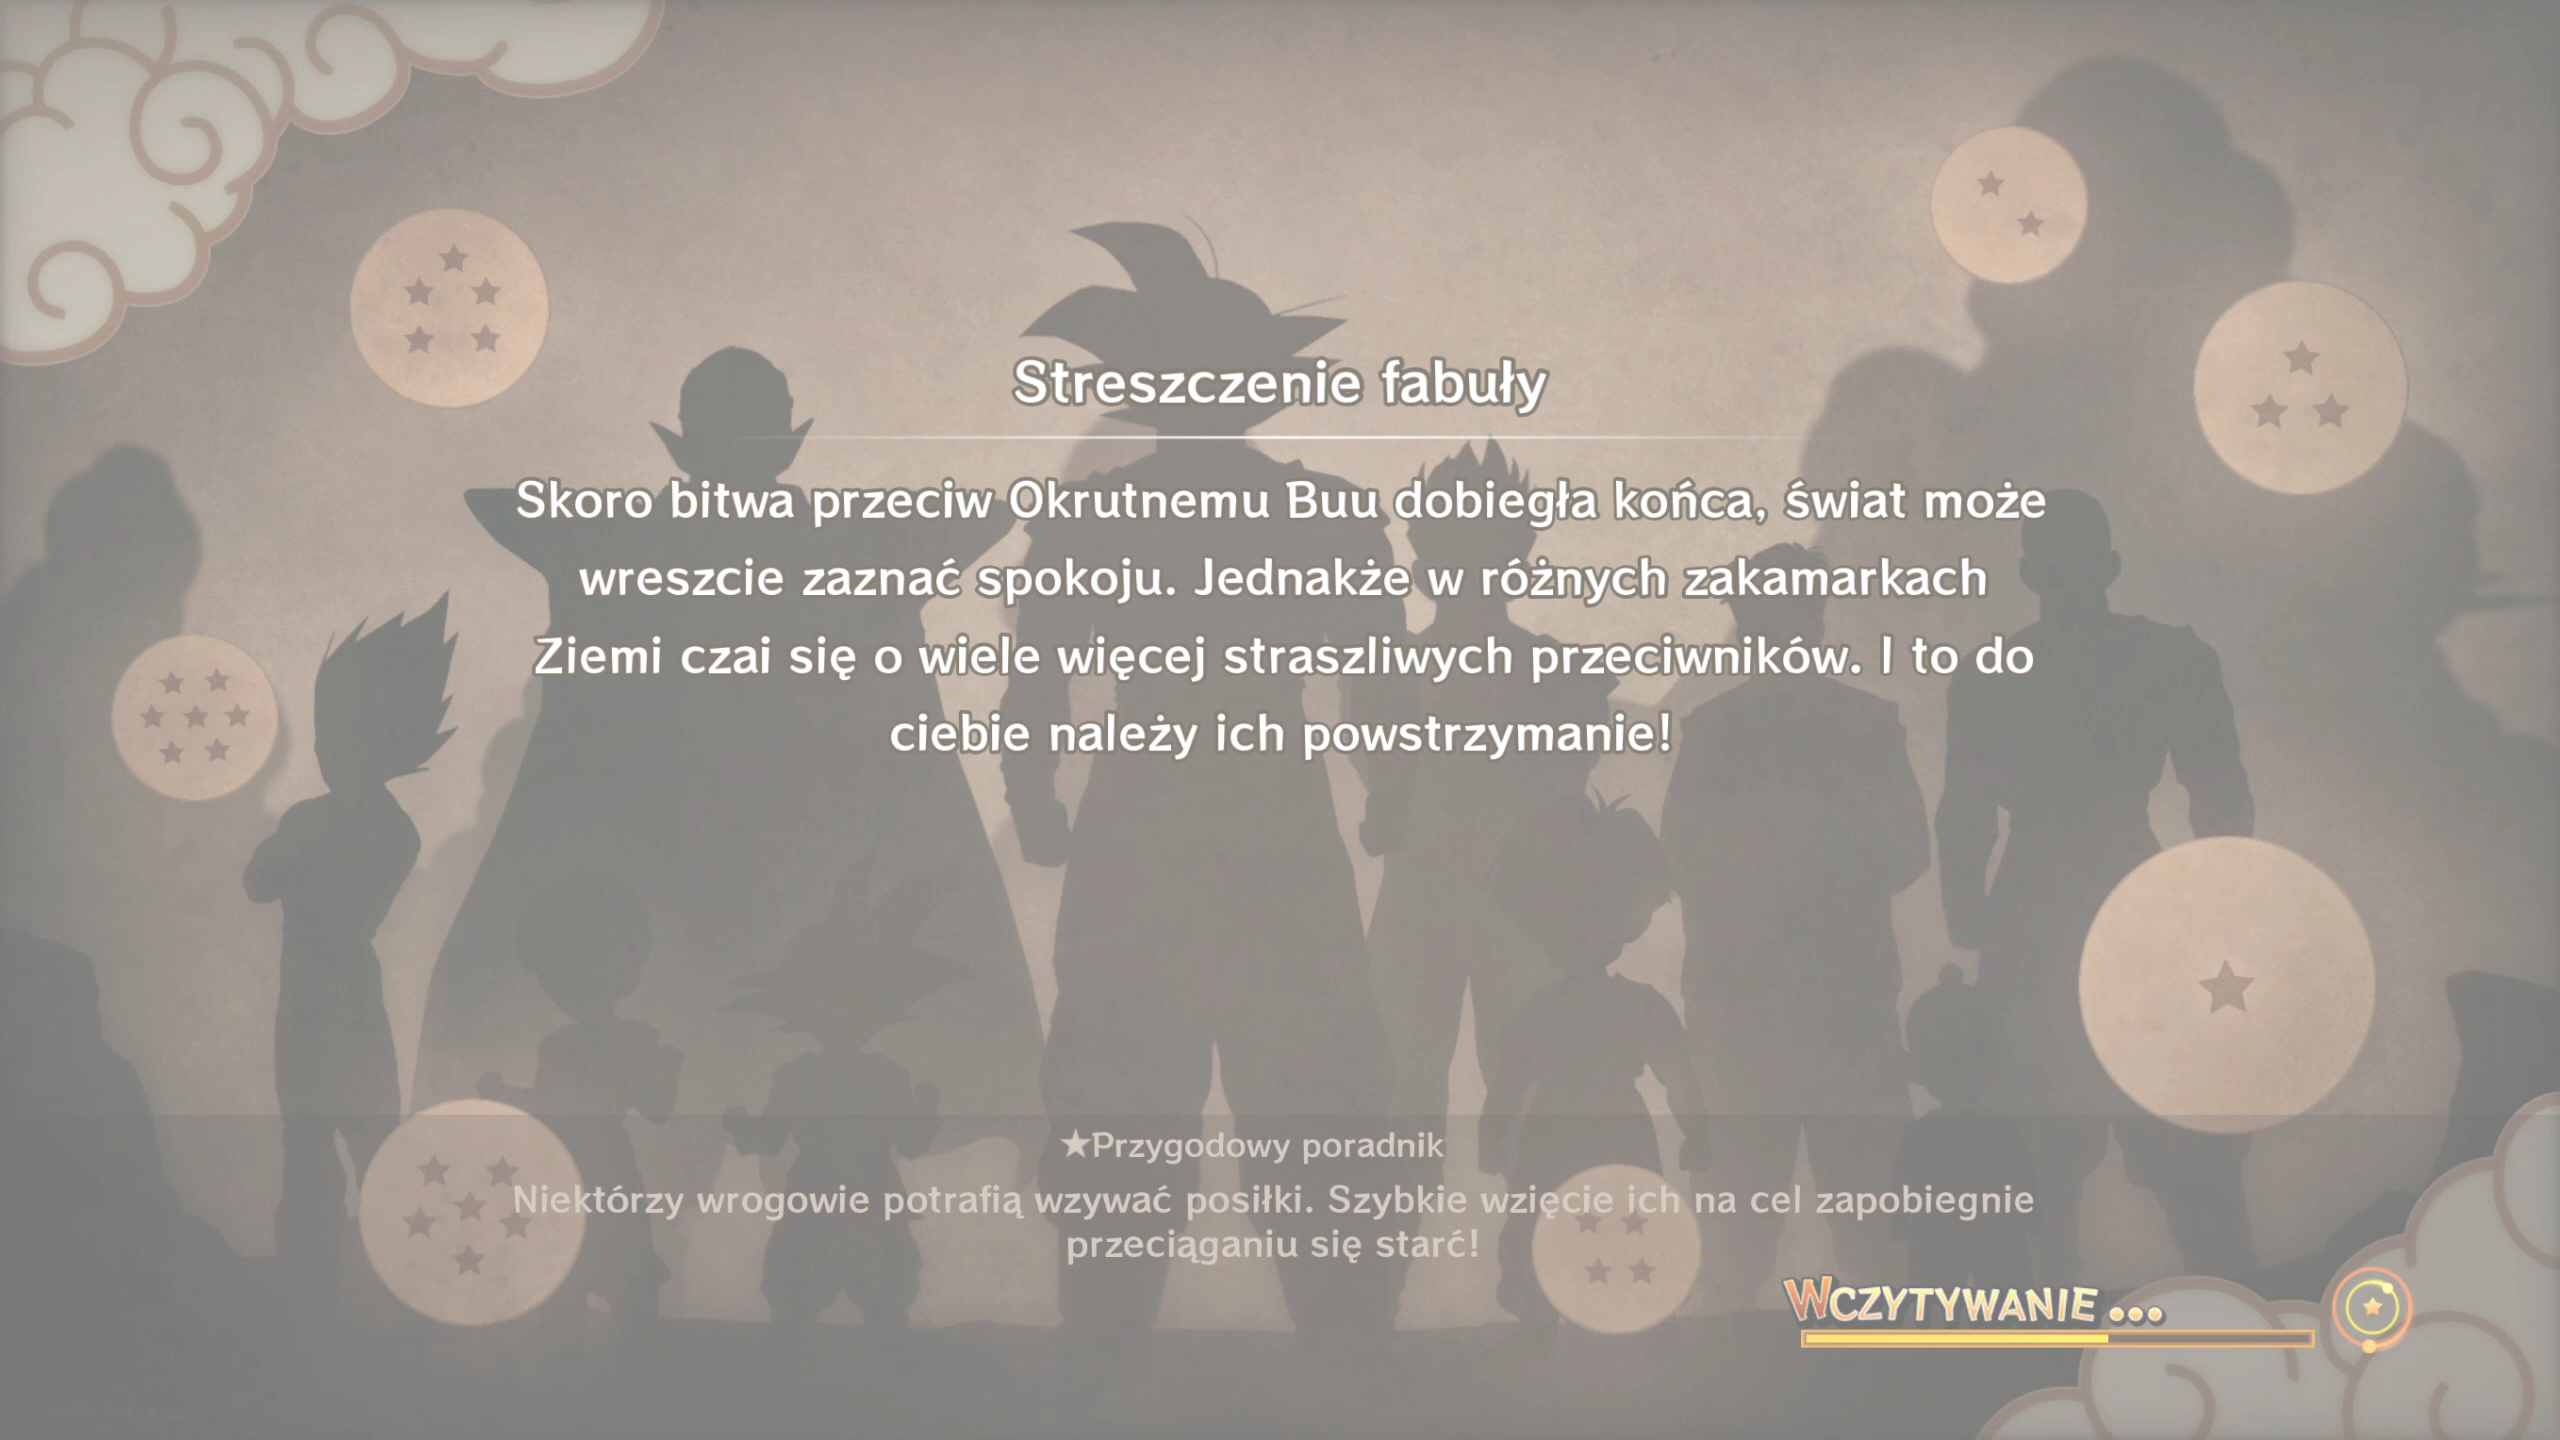 Streszczenie fabuły
Skoro bitwa przeciw Okrutnemu Buu dobiegła końca, świat może
wreszcie zaznać spokoju. Jednakże w różnych zakamarkach
Ziemi czai się o wiele więcej straszliwych przeciwników. I to do
ciebie należy ich powstrzymanie!
★Przygodowy poradnik
Niektórzy wrogowie potrafią wzywać posiłki. Szybkie wzięcie ich na cel zapobiegnie
przeciąganiu się starć!
WCZYTYWANIE...